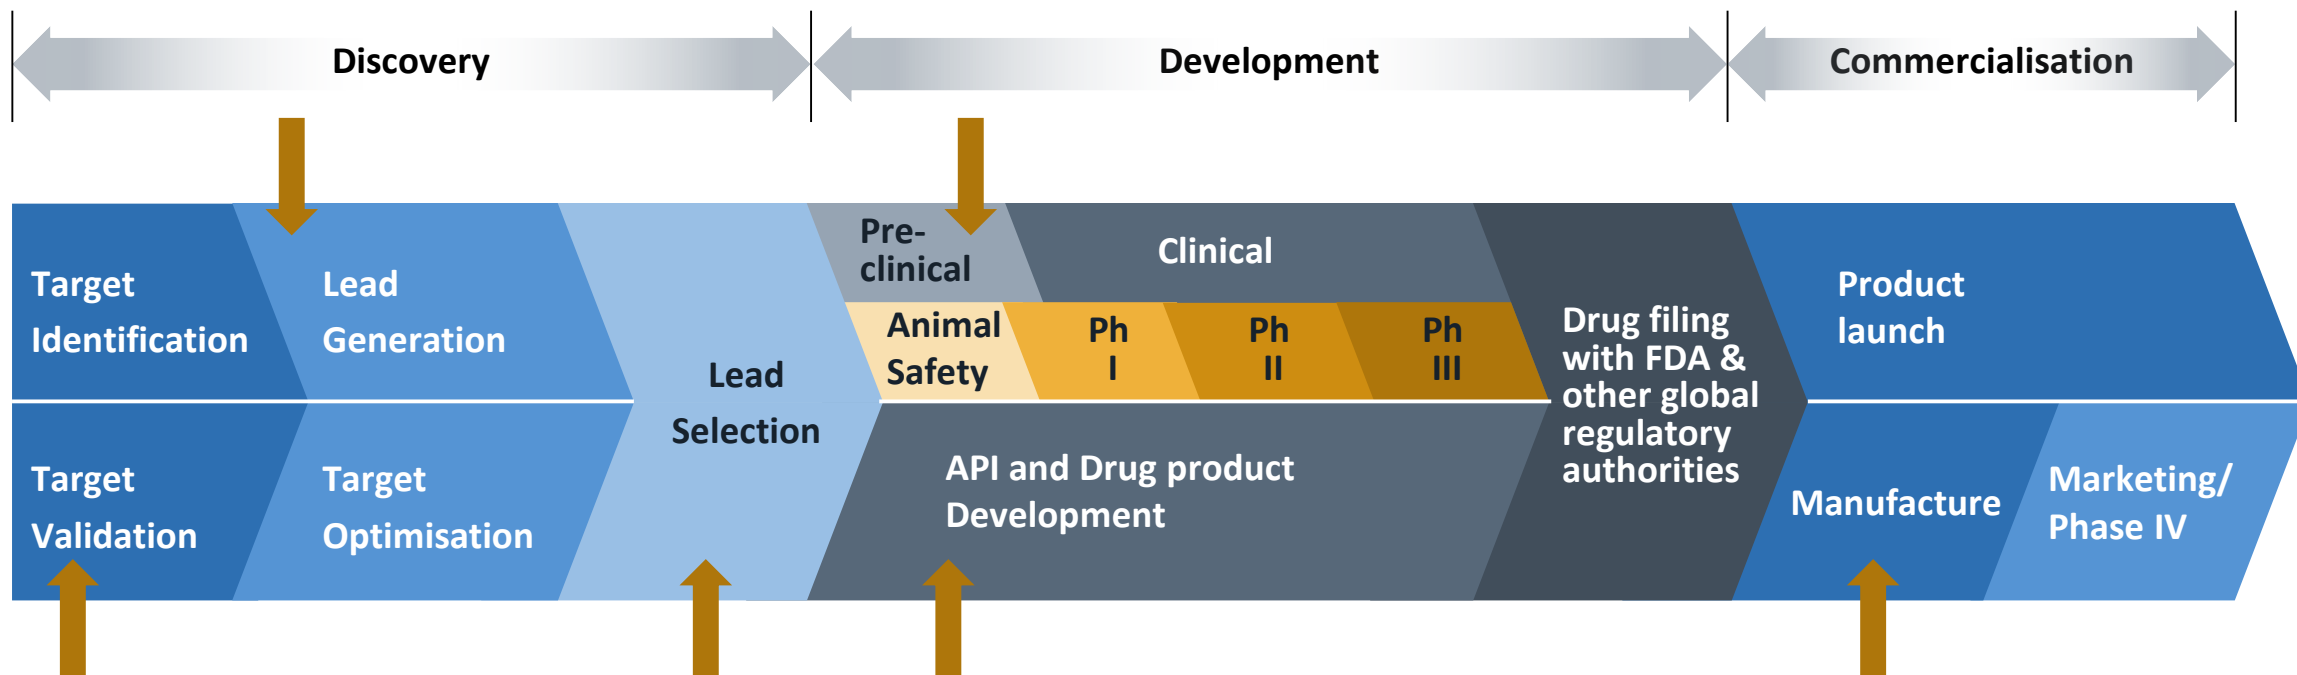 Discovery
Development
Commercialisation
Target
Identification
Lead
Generation
Target
Validation
Target
Optimisation
Lead
Selection
Pre-
clinical
Clinical
Animal
Safety
Ph
I
Ph
II
Ph
III
API and Drug product
Development
Drug filing
with FDA &
other global
regulatory
authorities
Product
launch
Manufacture
Marketing/
Phase IV